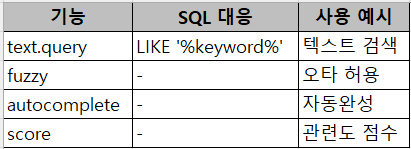 기능 SQL 대응 사용 예시
text.query LIKE '%keyword%' 텍스트 검색
fuzzy - 오타 허용
autocomplete - 자동완성
score - 관련도 점수